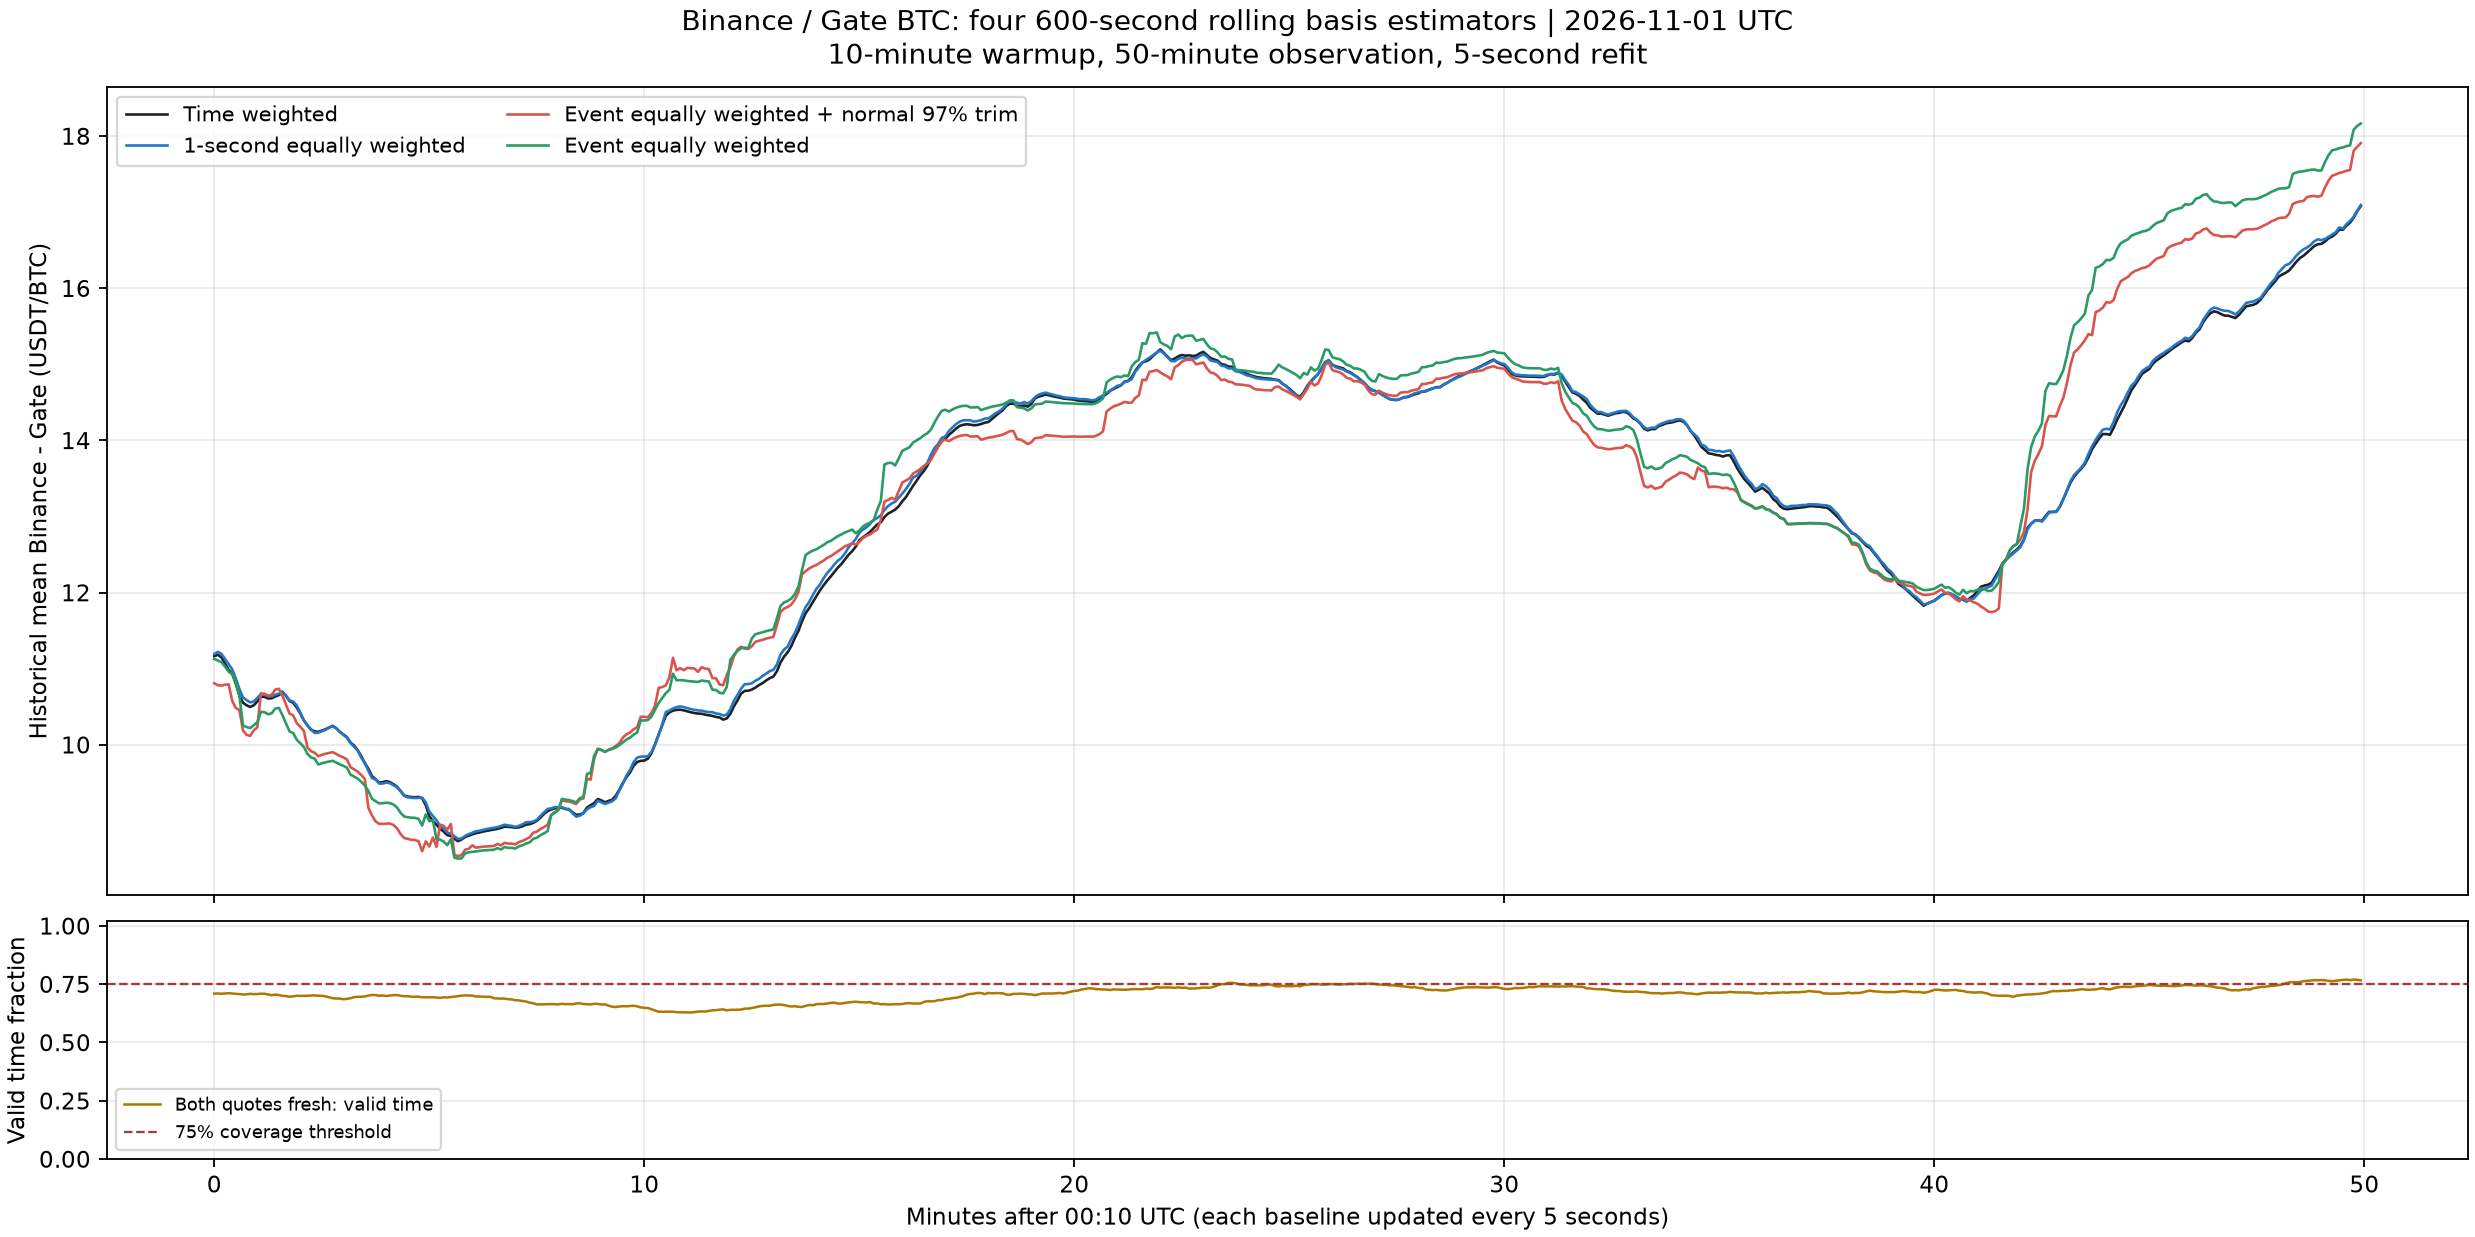 Binance / Gate BTC: four 600-second rolling basis estimators | 2026-11-01 UTC
10-minute warmup, 50-minute observation, 5-second refit
Time weighted
1-second equally weighted
Event equally weighted + normal 97% trim
Event equally weighted
Historical mean Binance - Gate (USDT/BTC)
18
16
14
12
10
Valid time fraction
1.00
0.75
0.50
0.25
0.00
Both quotes fresh: valid time
75% coverage threshold
0 10 20 30 40 50
Minutes after 00:10 UTC (each baseline updated every 5 seconds)